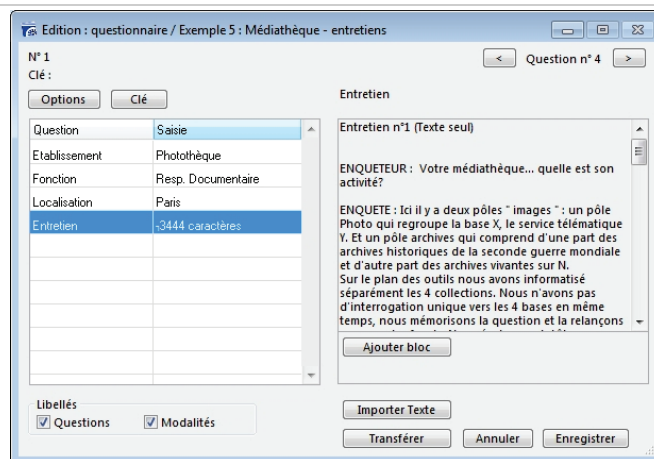 Edition : questionnaire / Exemple 5 : Médiathèque - entretiens
N° 1
< Question n° 4 >
Clé :
Options Clé
Entretien
Question Saisie
Etablissement Photothèque
Fonction Resp. Documentaire
Localisation Paris
Entretien ¬3444 caractères
Entretien n°1 (Texte seul)
ENQUETEUR : Votre médiathèque... quelle est son
activité?
ENQUETE : Ici il y a deux pôles " images " : un pôle
Photo qui regroupe la base X, le service télématique
Y. Et un pôle archives qui comprend d'une part des
archives historiques de la seconde guerre mondiale
et d'autre part des archives vivantes sur N.
Sur le plan des outils nous avons informatisé
séparément les 4 collections. Nous n'avons pas
d'interrogation unique vers les 4 bases en même
temps, nous mémorisons la question et la relançons
Ajouter bloc
Libellés
Questions Modalités
Importer Texte
Transférer Annuler Enregistrer